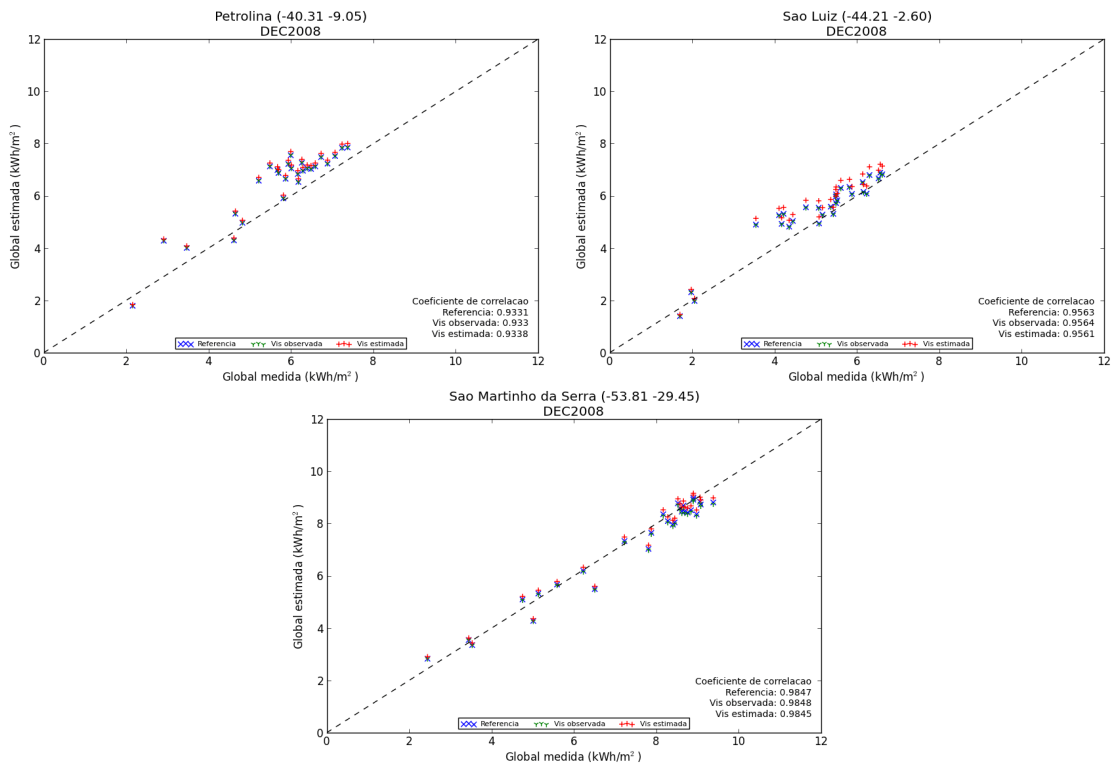 Petrolina (-40.31 -9.05)
DEC2008
12
10
8
6
4
2
0
Global estimada (kWh/m²)
Coeficiente de correlacao
Referencia: 0.9331
Vis observada: 0.933
Vis estimada: 0.9338
Referencia Vis observada Vis estimada
0 2 4 6 8 10 12
Global medida (kWh/m²)
Sao Luiz (-44.21 -2.60)
DEC2008
12
10
8
6
4
2
0
Global estimada (kWh/m²)
Coeficiente de correlacao
Referencia: 0.9563
Vis observada: 0.9564
Vis estimada: 0.9561
Referencia Vis observada Vis estimada
0 2 4 6 8 10 12
Global medida (kWh/m²)
Sao Martinho da Serra (-53.81 -29.45)
DEC2008
12
10
8
6
4
2
0
Global estimada (kWh/m²)
Coeficiente de correlacao
Referencia: 0.9847
Vis observada: 0.9848
Vis estimada: 0.9845
Referencia Vis observada Vis estimada
0 2 4 6 8 10 12
Global medida (kWh/m²)